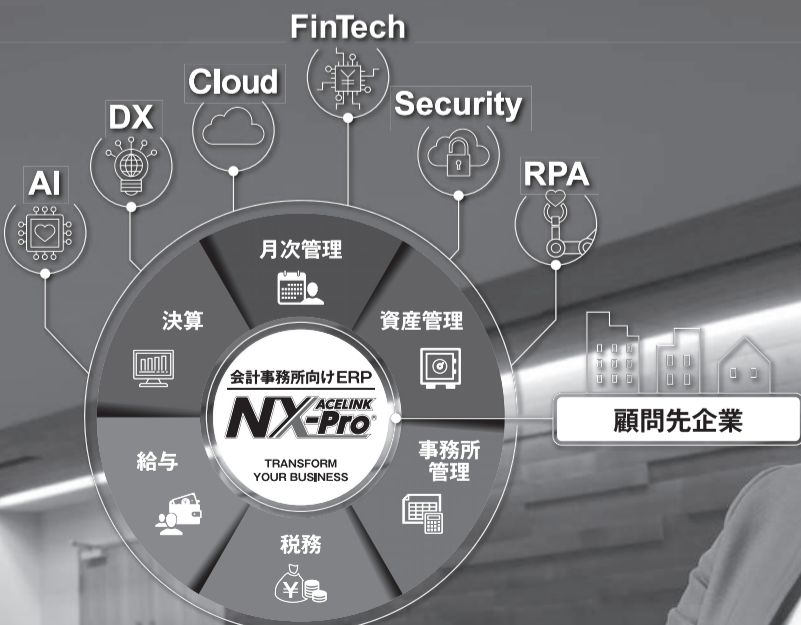 FinTech
Cloud
Security
DX
RPA
AI
月次管理
決算
資産管理
会計事務所向けERP
ACELINK
NX-Pro®
TRANSFORM
YOUR BUSINESS
顧問先企業
給与
事務所
管理
税務